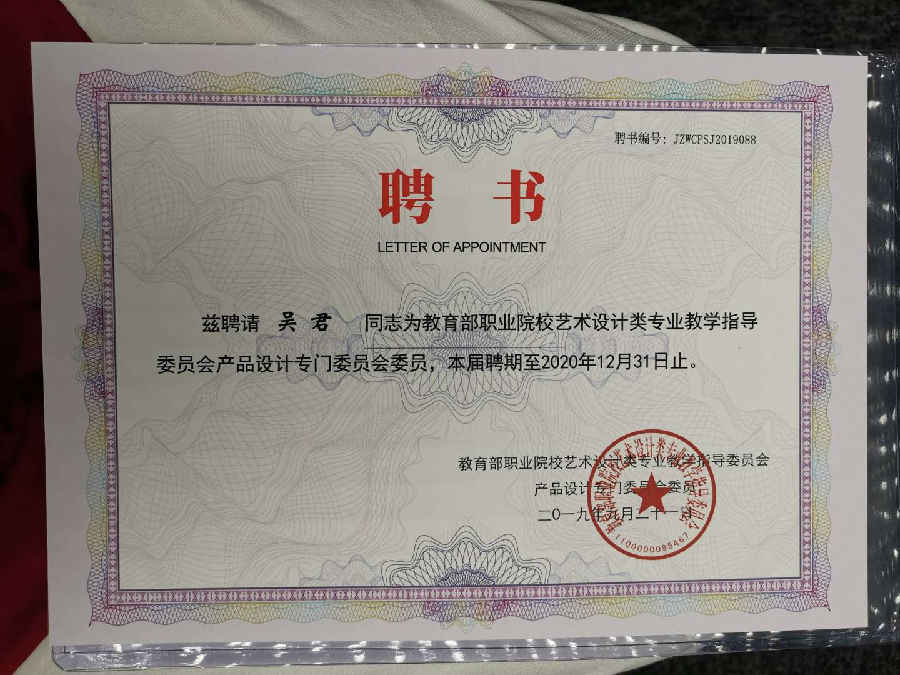 聘书编号：JZWCPSJ2019088
聘 书
LETTER OF APPOINTMENT
兹聘请 吴 君 同志为教育部职业院校艺术设计类专业教学指导
委员会产品设计专门委员会委员，本届聘期至2020年12月31日止。
教育部职业院校艺术设计类专业教学指导委员会
产品设计专门委员会委员
二〇一九年九月二十一日
1100000095467